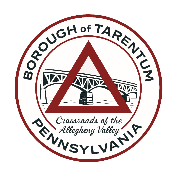 BOROUGH of TARENTUM
Crossroads of the
Allegheny Valley
PENNSYLVANIA